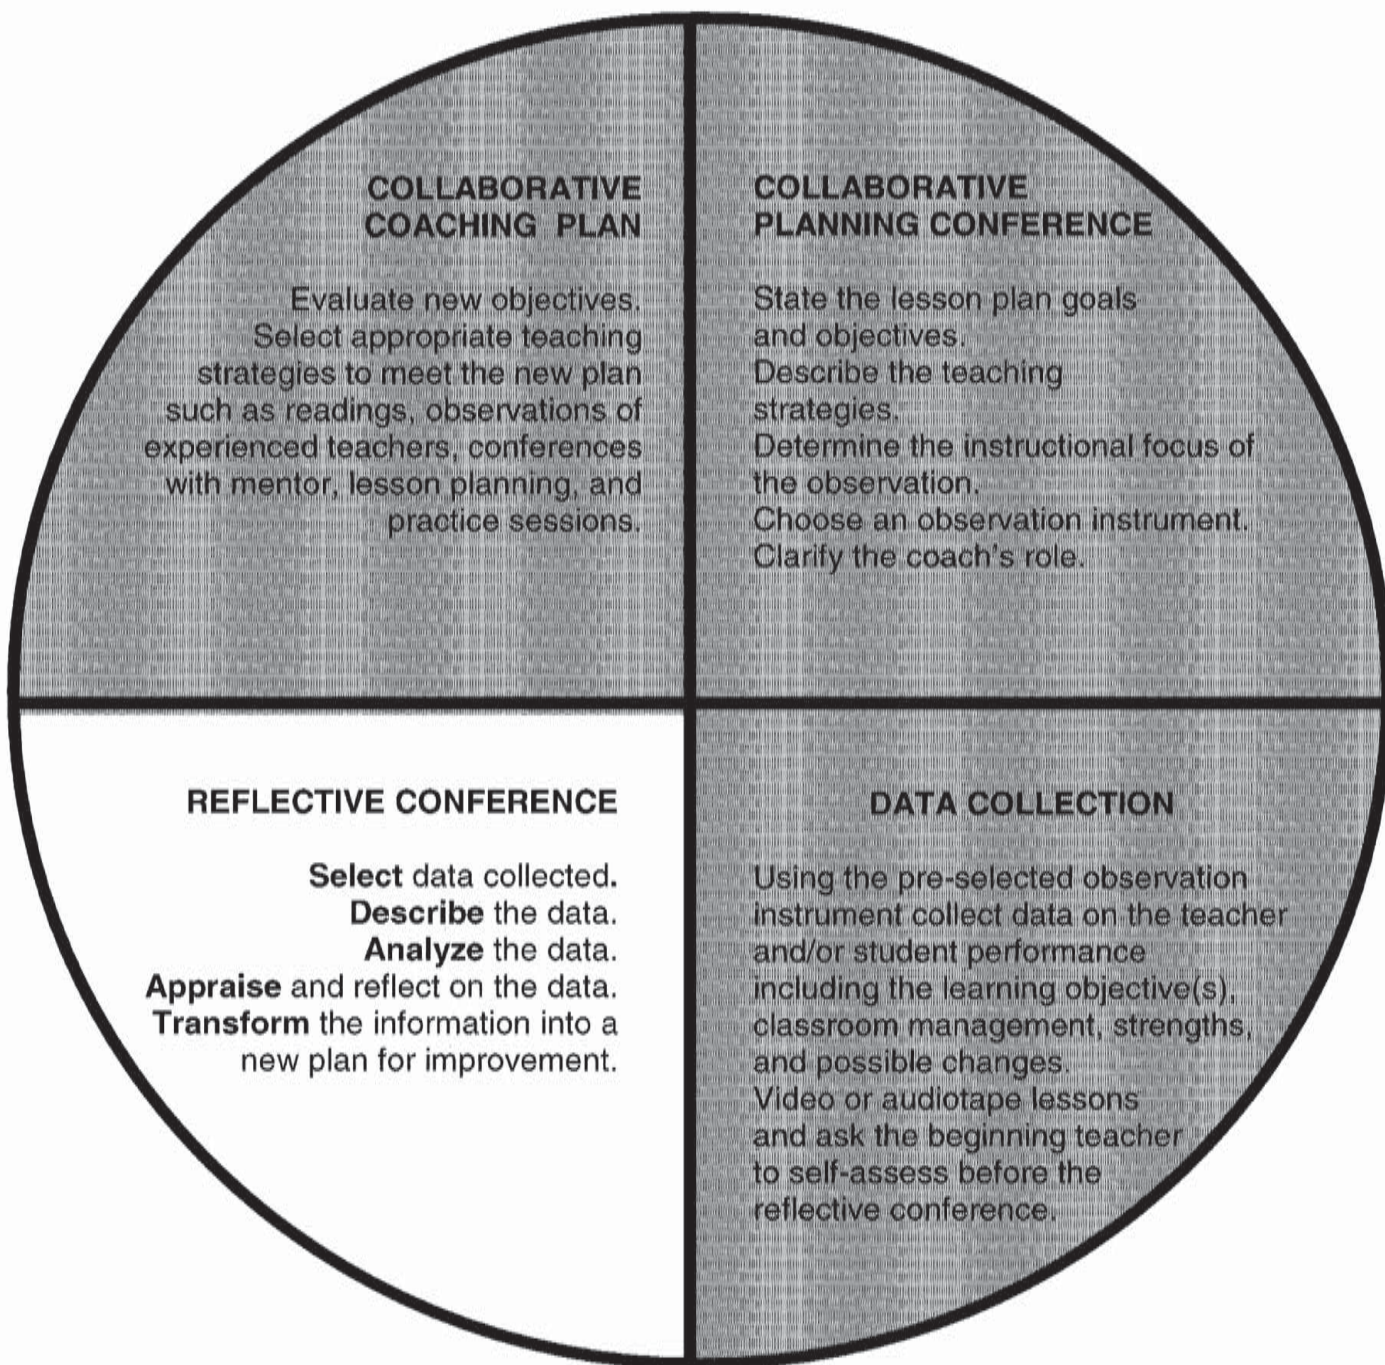 COLLABORATIVE
COACHING PLAN
Evaluate new objectives.
Select appropriate teaching
strategies to meet the new plan
such as readings, observations of
experienced teachers, conferences
with mentor, lesson planning, and
practice sessions.
COLLABORATIVE
PLANNING CONFERENCE
State the lesson plan goals
and objectives.
Describe the teaching
strategies.
Determine the instructional focus of
the observation.
Choose an observation instrument.
Clarify the coach's role.
REFLECTIVE CONFERENCE
Select data collected.
Describe the data.
Analyze the data.
Appraise and reflect on the data.
Transform the information into a
new plan for improvement.
DATA COLLECTION
Using the pre-selected observation
instrument collect data on the teacher
and/or student performance
including the learning objective(s),
classroom management, strengths,
and possible changes.
Video or audiotape lessons
and ask the beginning teacher
to self-assess before the
reflective conference.